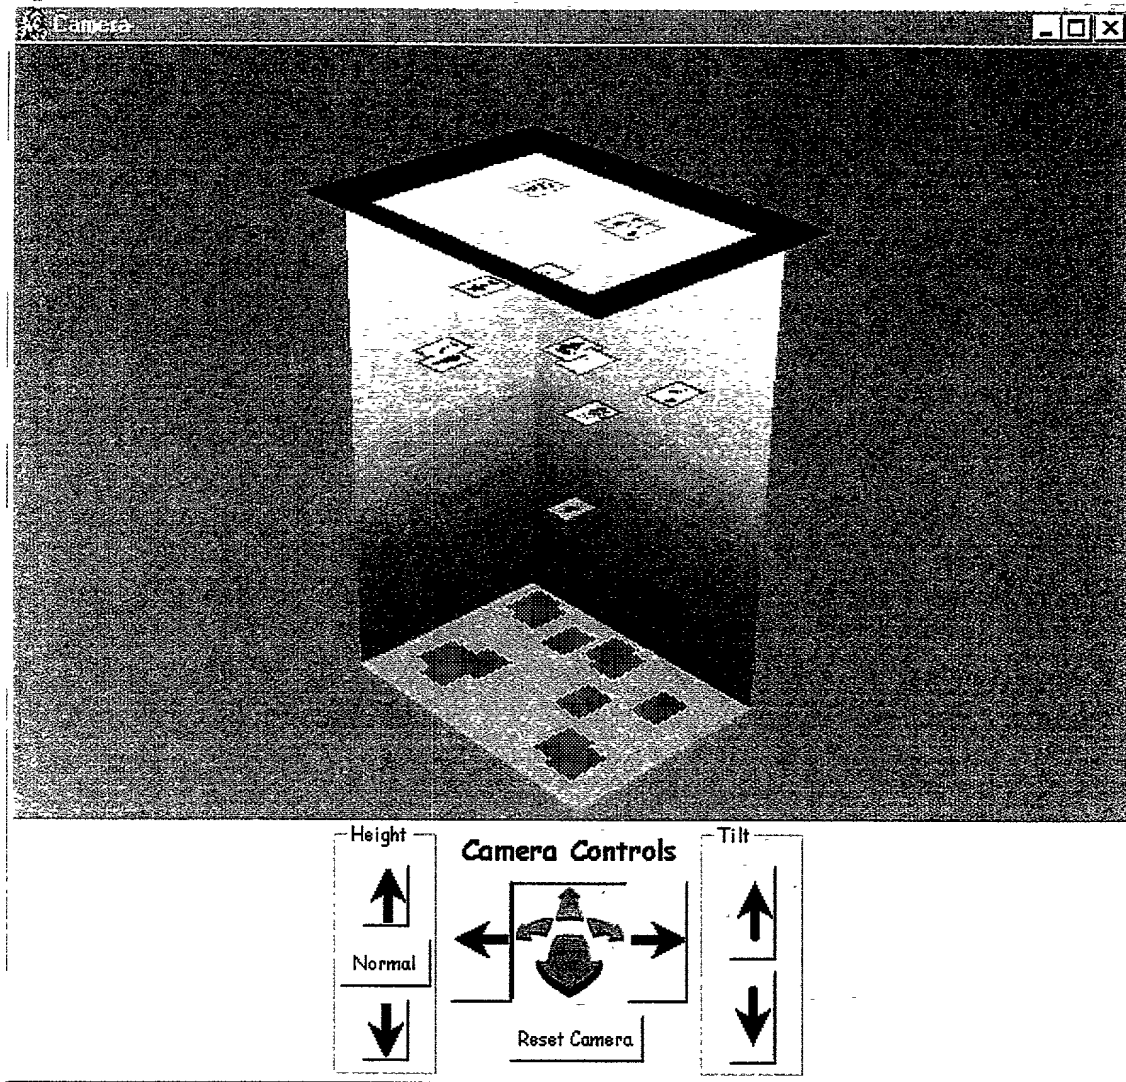 Camera
Height
Camera Controls
Tilt
Normal
Reset Camera